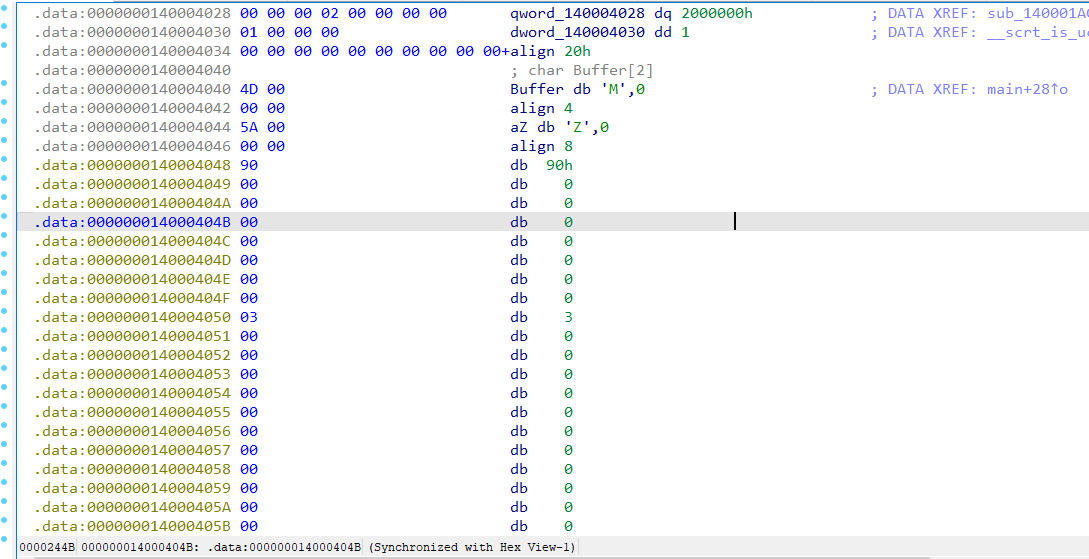 .data:0000000140004028 00 00 00 02 00 00 00 00 qword_140004028 dq 2000000h ; DATA XREF: sub_140001A
.data:0000000140004030 01 00 00 00 dword_140004030 dd 1 ; DATA XREF: __scrt_is_u
.data:0000000140004034 00 00 00 00 00 00 00 00 00 00+align 20h
.data:0000000140004040 ; char Buffer[2]
.data:0000000140004040 4D 00 Buffer db 'M',0 ; DATA XREF: main+28↑o
.data:0000000140004042 00 00 align 4
.data:0000000140004044 5A 00 aZ db 'Z',0
.data:0000000140004046 00 00 align 8
.data:0000000140004048 90 db 90h
.data:0000000140004049 00 db 0
.data:000000014000404A 00 db 0
.data:000000014000404B 00 db 0
.data:000000014000404C 00 db 0
.data:000000014000404D 00 db 0
.data:000000014000404E 00 db 0
.data:000000014000404F 00 db 0
.data:0000000140004050 03 db 3
.data:0000000140004051 00 db 0
.data:0000000140004052 00 db 0
.data:0000000140004053 00 db 0
.data:0000000140004054 00 db 0
.data:0000000140004055 00 db 0
.data:0000000140004056 00 db 0
.data:0000000140004057 00 db 0
.data:0000000140004058 00 db 0
.data:0000000140004059 00 db 0
.data:000000014000405A 00 db 0
.data:000000014000405B 00 db 0
0000244B 000000014000404B: .data:000000014000404B (Synchronized with Hex View-1)